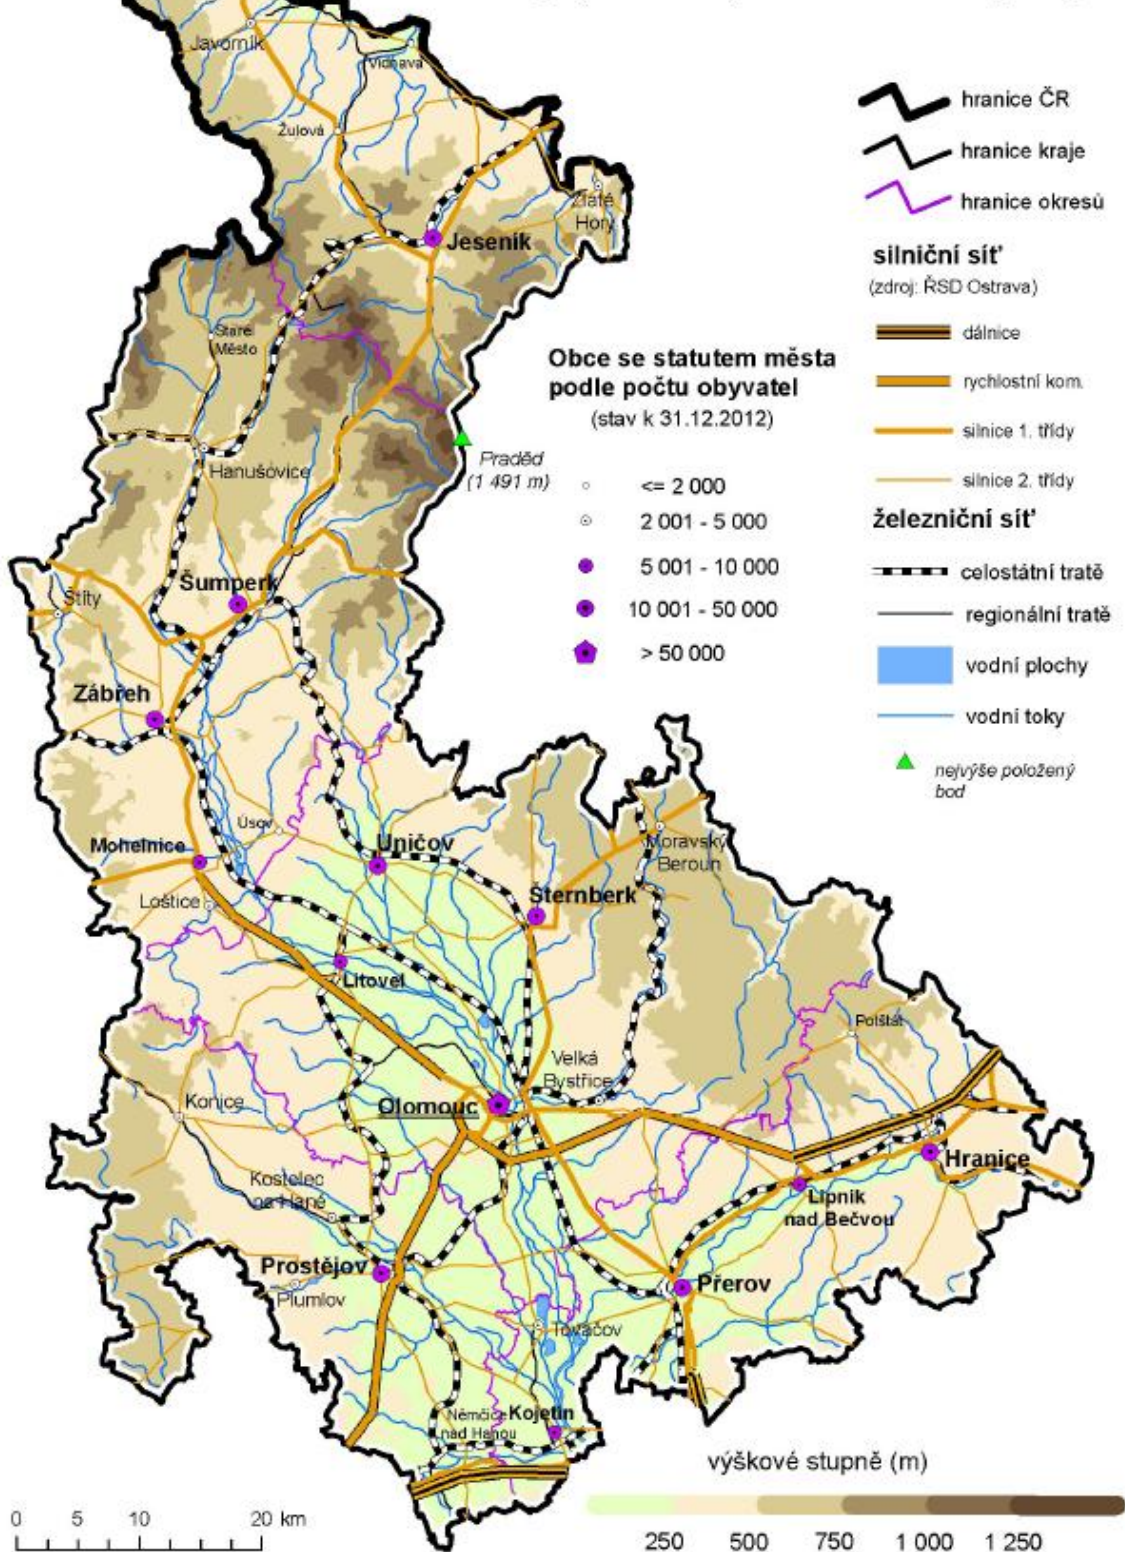 Javorník
Vidnava
Žulová
Zlaté
Hory
Jeseník
Staré
Město
Hanušovice
Praděd
(1 491 m)
Šumperk
Štíty
Zábřeh
Úsov
Mohelnice
Uničov
Loštice
Šternberk
Moravský
Beroun
Litovel
Velká
Bystřice
Potštát
Olomouc
Konice
Hranice
Kostelec
na Hané
Lipník
nad Bečvou
Prostějov
Plumlov
Přerov
Tovačov
Němčice
nad Hanou
Kojetín
hranice ČR
hranice kraje
hranice okresů
silniční síť
(zdroj: ŘSD Ostrava)
dálnice
rychlostní kom.
silnice 1. třídy
silnice 2. třídy
železniční síť
celostátní tratě
regionální tratě
vodní plochy
vodní toky
nejvýše položený
bod
Obce se statutem města
podle počtu obyvatel
(stav k 31.12.2012)
<= 2 000
2 001 - 5 000
5 001 - 10 000
10 001 - 50 000
> 50 000
výškové stupně (m)
250 500 750 1 000 1 250
0 5 10 20 km